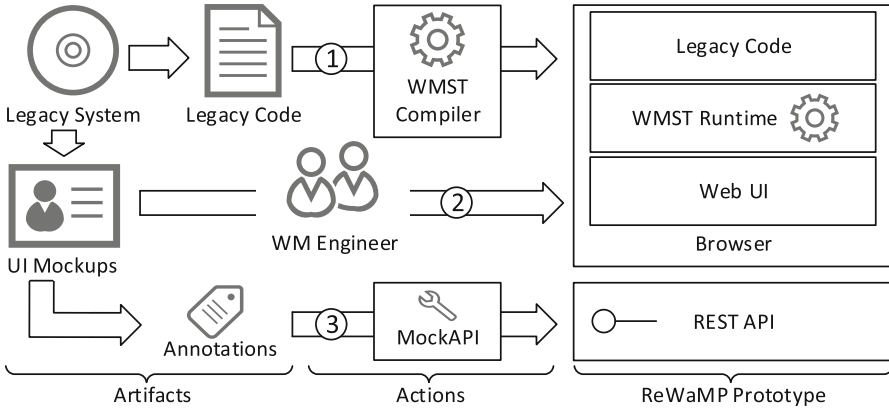 Legacy System
Legacy Code
1
WMST
Compiler
Legacy Code
WMST Runtime
Web UI
Browser
UI Mockups
WM Engineer
2
Annotations
3
MockAPI
REST API
Artifacts
Actions
ReWaMP Prototype